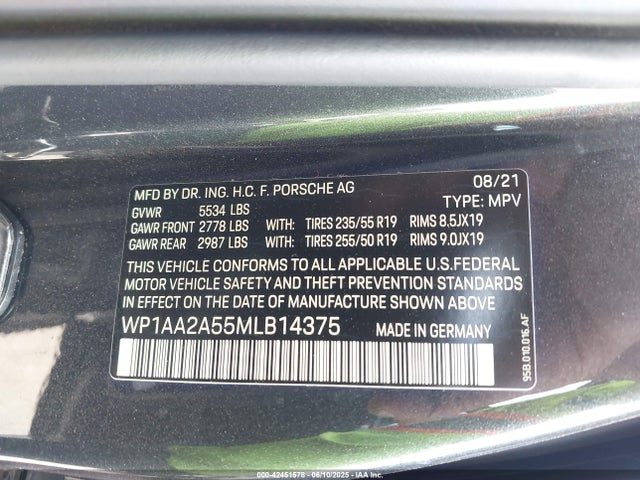 MFD BY DR. ING. H.C. F. PORSCHE AG 08/21
GVWR 5534 LBS TYPE: MPV
GAWR FRONT 2778 LBS WITH: TIRES 235/55 R19 RIMS 8.5JX19
GAWR REAR 2987 LBS WITH: TIRES 255/50 R19 RIMS 9.0JX19
THIS VEHICLE CONFORMS TO ALL APPLICABLE U.S. FEDERAL
MOTOR VEHICLE SAFETY AND THEFT PREVENTION STANDARDS
IN EFFECT ON THE DATE OF MANUFACTURE SHOWN ABOVE.
WP1AA2A55MLB14375 MADE IN GERMANY
95B.010.016.AF
000-42451578 - 06/10/2025 - IAA Inc.